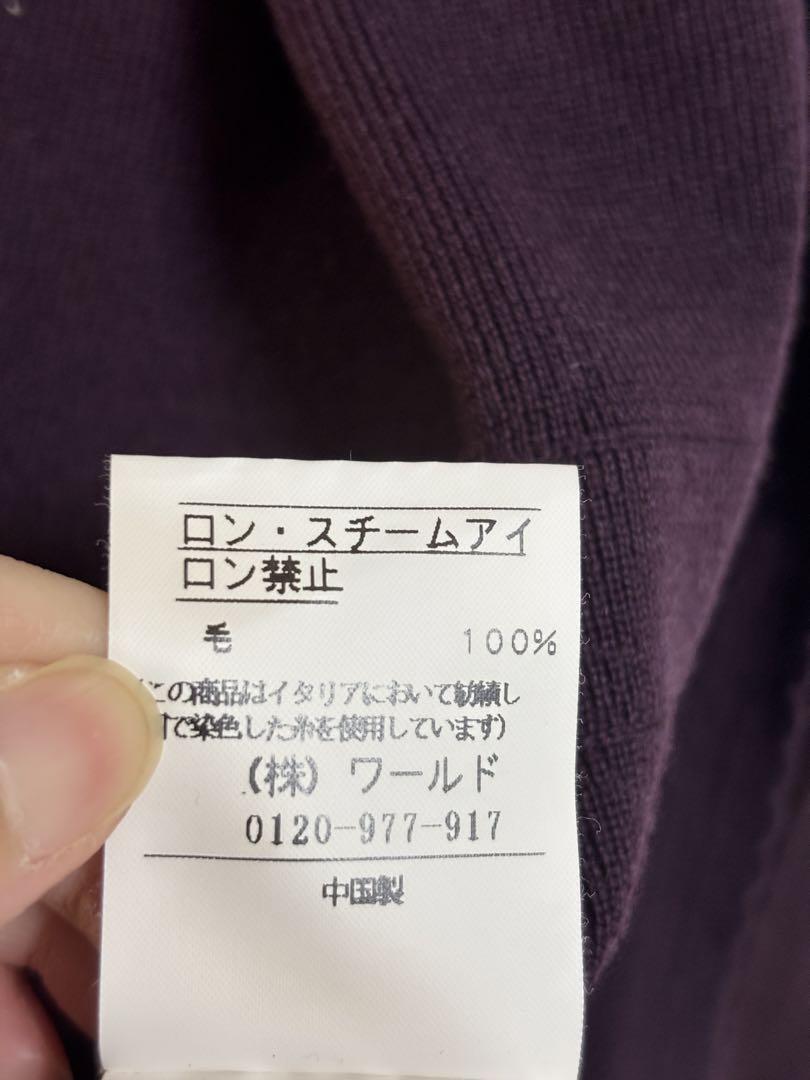 ロン・スチームアイ
ロン禁止
毛 100%
この商品はイタリアにおいて紡績し
で染色した糸を使用しています)
(株) ワールド
0120-977-917
中国製